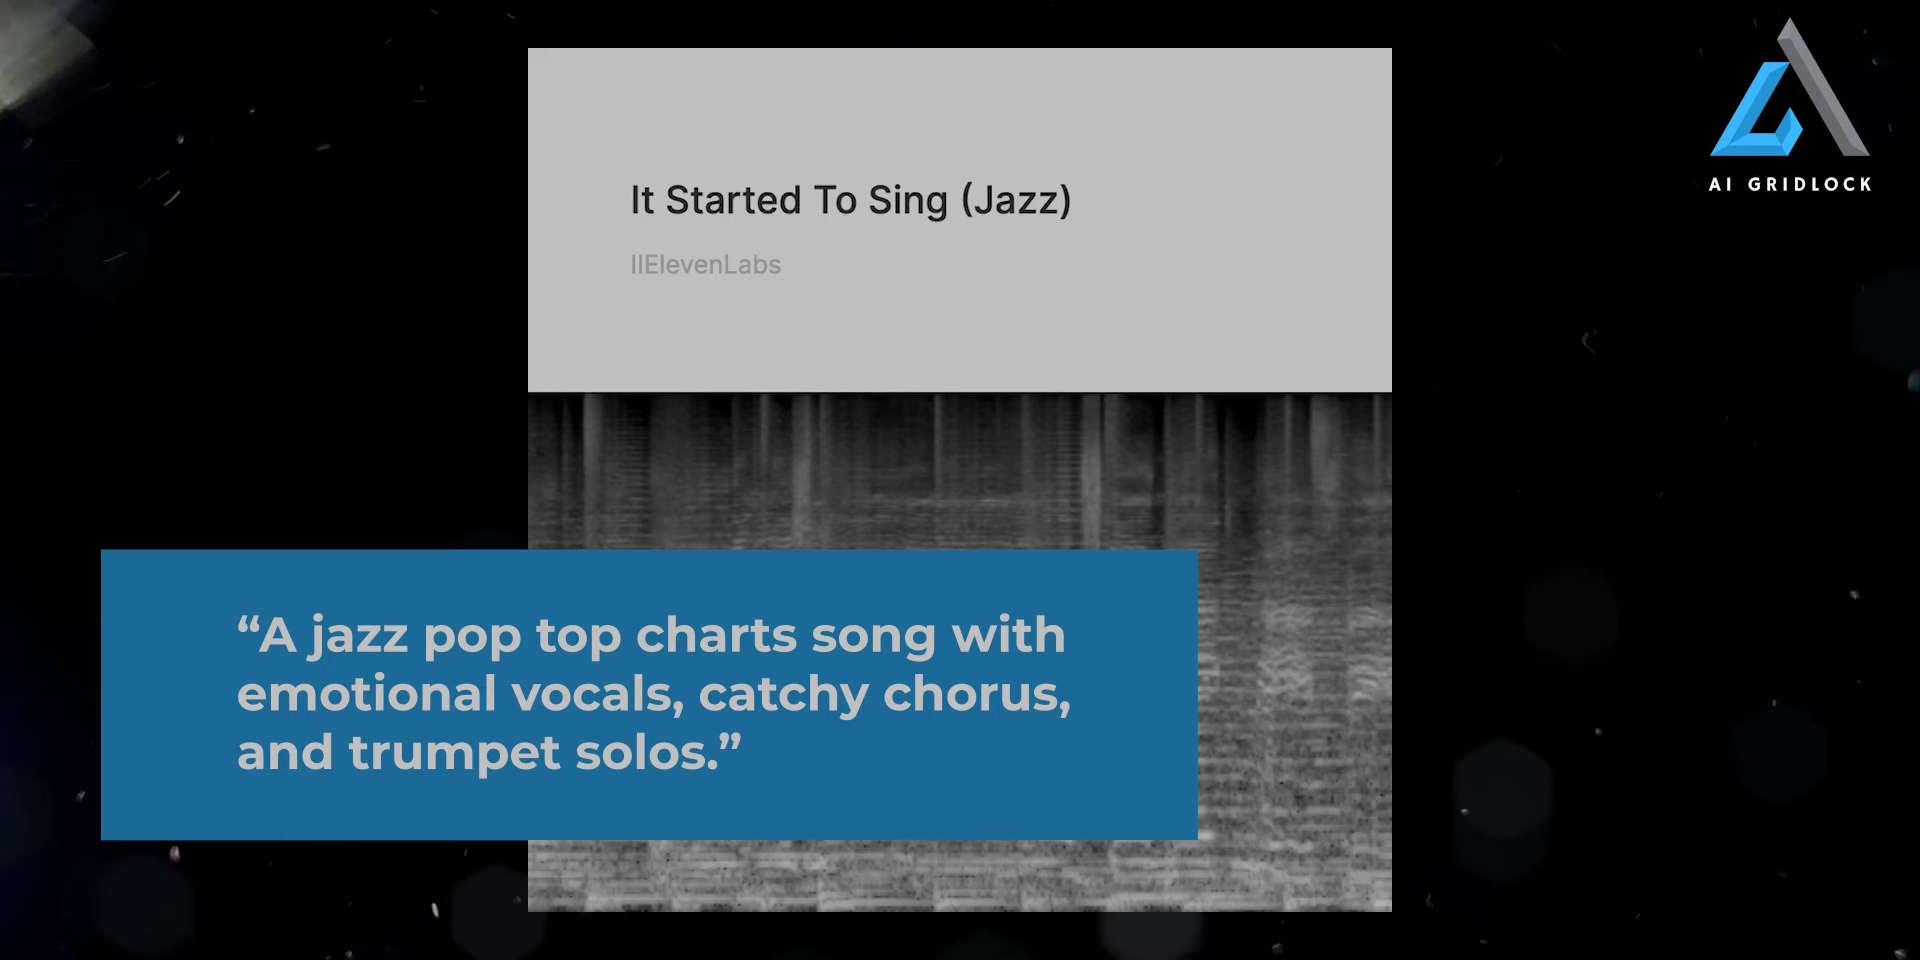 It Started To Sing (Jazz)
IIElevenLabs
AI GRIDLOCK
“A jazz pop top charts song with
emotional vocals, catchy chorus,
and trumpet solos.”